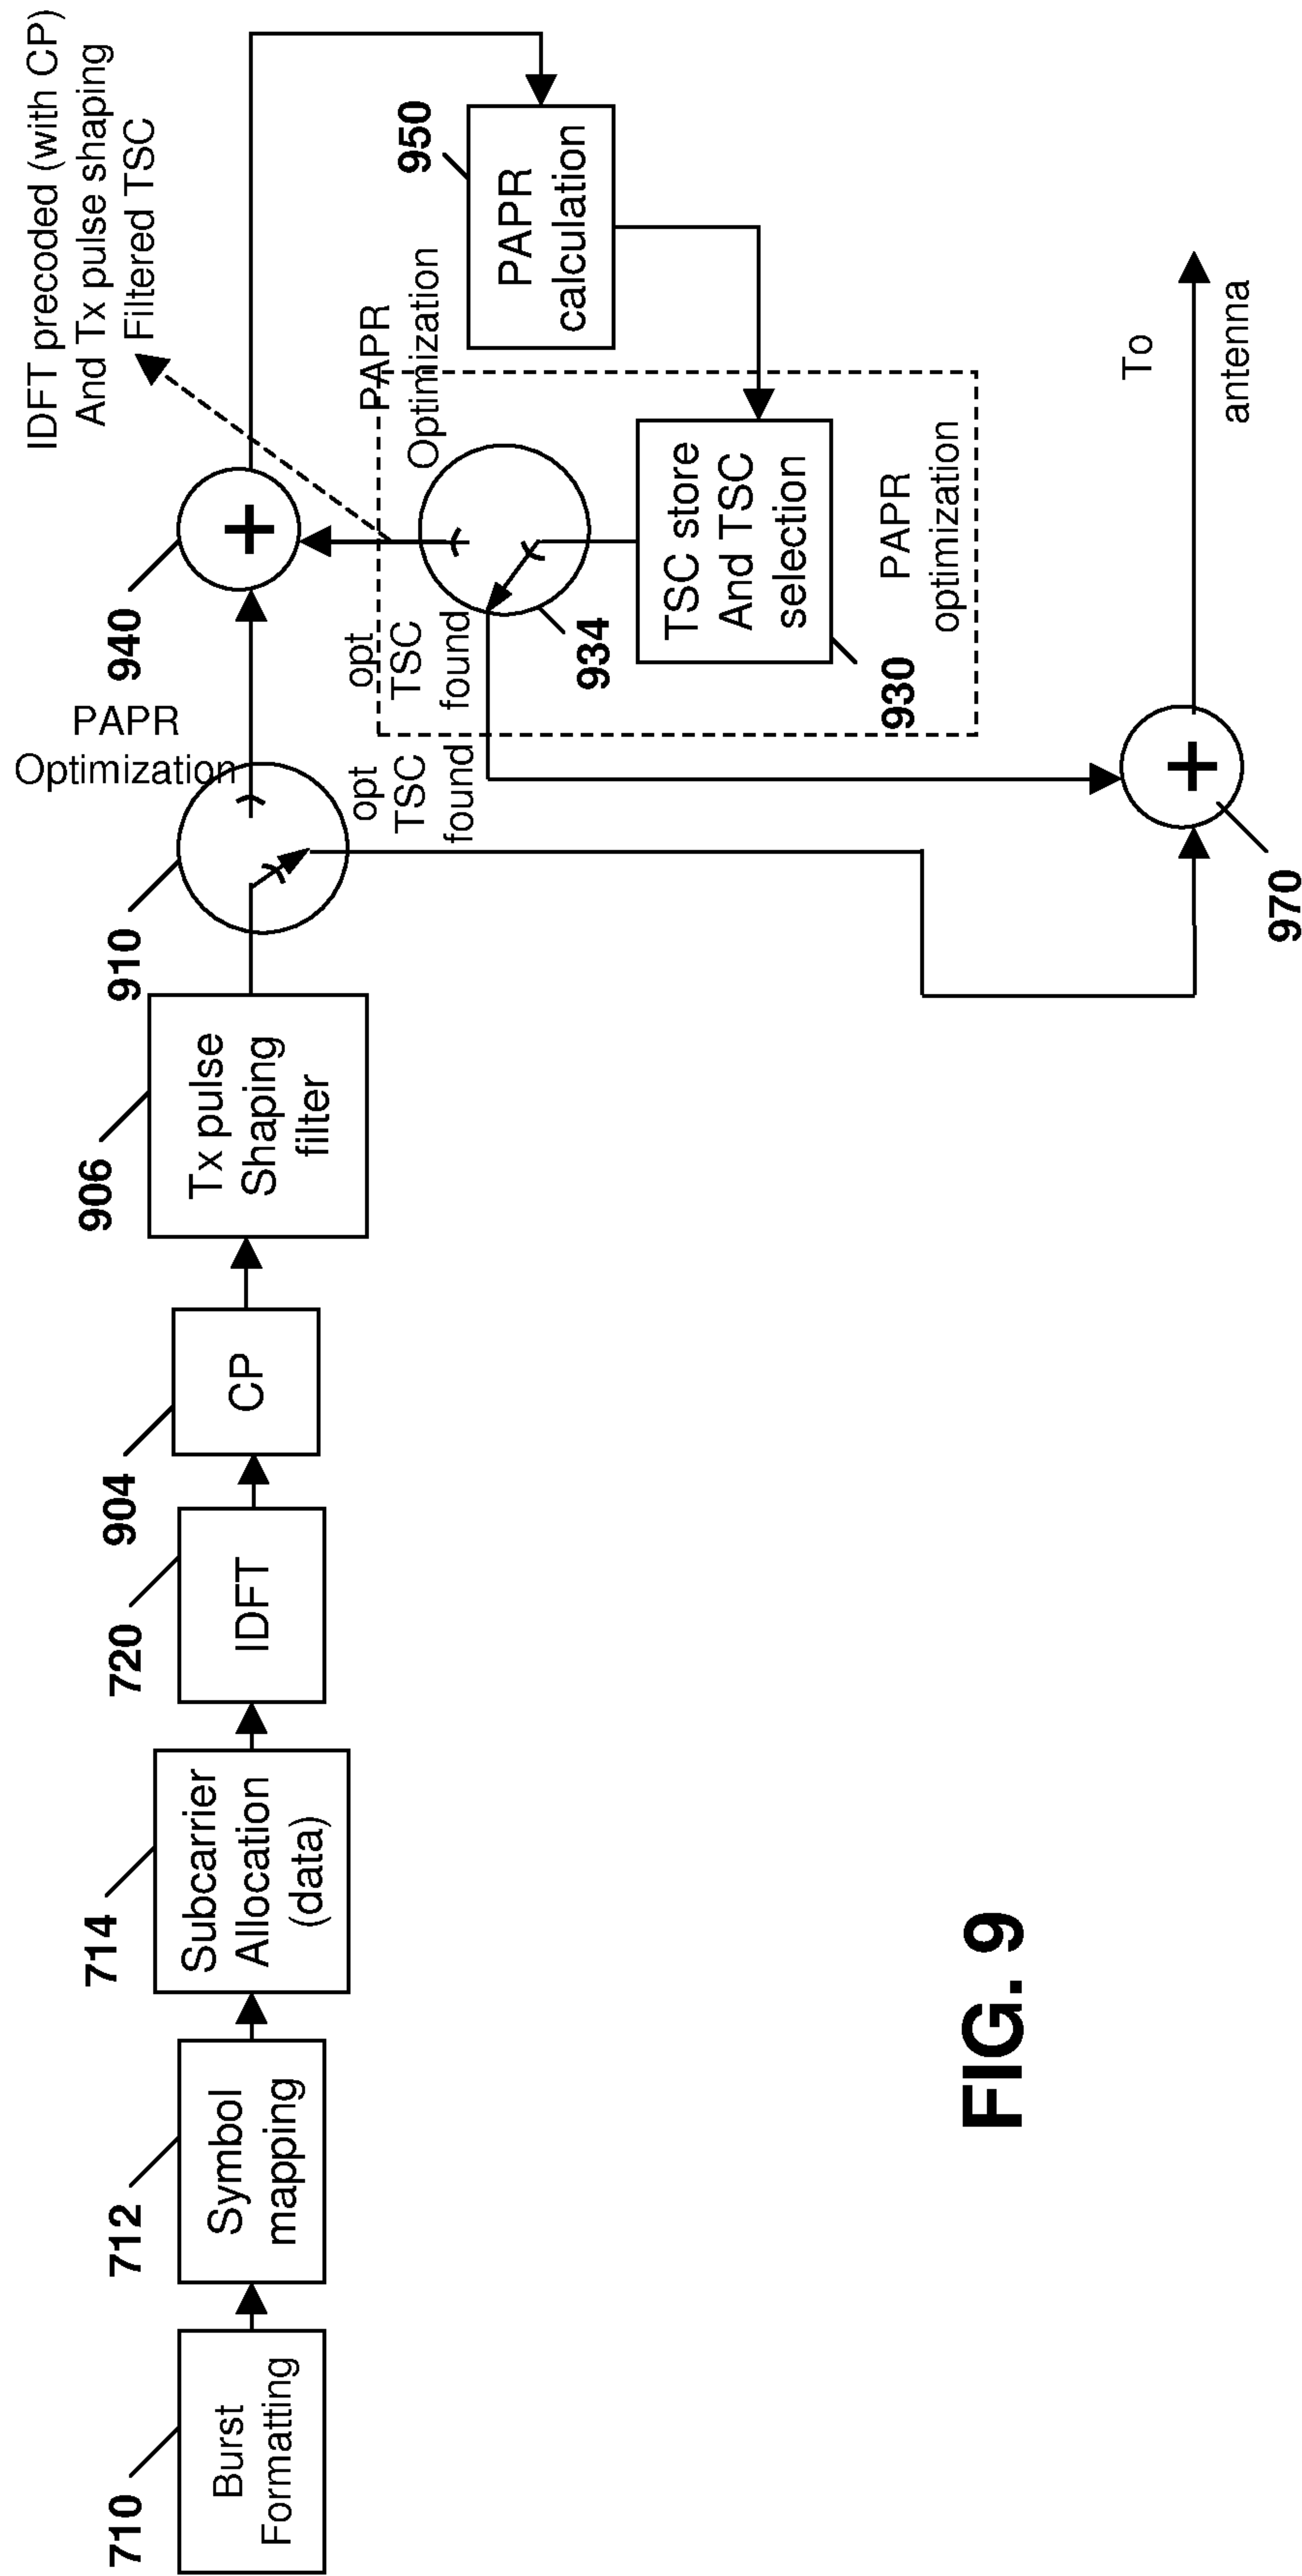 710
Burst
Formatting
712
Symbol
mapping
714
Subcarrier
Allocation
(data)
720
IDFT
904
CP
906
Tx pulse
Shaping
filter
910
PAPR
Optimization
opt
TSC
found
940
+
IDFT precoded (with CP)
And Tx pulse shaping
Filtered TSC
opt
TSC
found
934
PAPR
Optimization
950
PAPR
calculation
TSC store
And TSC
selection
930
PAPR
optimization
+
970
To
antenna
FIG. 9